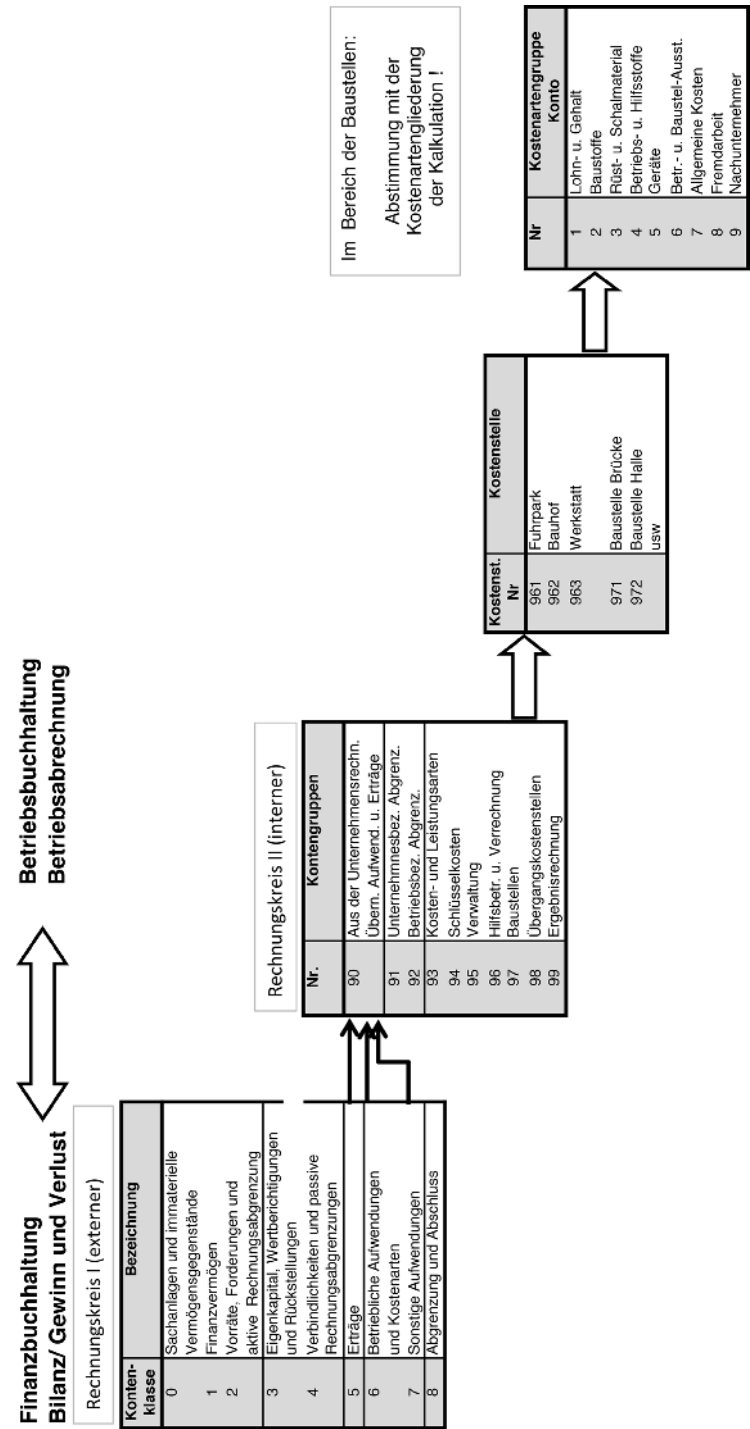 Finanzbuchhaltung
Bilanz/ Gewinn und Verlust
Betriebsbuchhaltung
Betriebsabrechnung
Rechnungskreis I (externer)
Konten-
klasse
Bezeichnung
0 Sachanlagen und immaterielle
Vermögensgegenstände
1 Finanzvermögen
2 Vorräte, Forderungen und
aktive Rechnungsabgrenzung
3 Eigenkapital, Wertberichtigungen
und Rückstellungen
4 Verbindlichkeiten und passive
Rechnungsabgrenzungen
5 Erträge
6 Betriebliche Aufwendungen
und Kostenarten
7 Sonstige Aufwendungen
8 Abgrenzung und Abschluss
Rechnungskreis II (interner)
Nr. Kontengruppen
90 Aus der Unternehmensrechn.
Übern. Aufwend. u. Erträge
91 Unternehmnesbez. Abgrenz.
92 Betriebsbez. Abgrenz.
93 Kosten- und Leistungsarten
94 Schlüsselkosten
95 Verwaltung
96 Hilfsbetr. u. Verrechnung
97 Baustellen
98 Übergangskostenstellen
99 Ergebnisrechnung
Kostenst.
Nr
Kostenstelle
961 Fuhrpark
962 Bauhof
963 Werkstatt
971 Baustelle Brücke
972 Baustelle Halle
usw
Im Bereich der Baustellen:
Abstimmung mit der
Kostenartengliederung
der Kalkulation !
Nr
Kostenartengruppe
Konto
1 Lohn- u. Gehalt
2 Baustoffe
3 Rüst- u. Schalmaterial
4 Betriebs- u. Hilfsstoffe
5 Geräte
6 Betr.- u. Baustel-Ausst.
7 Allgemeine Kosten
8 Fremdarbeit
9 Nachunternehmer